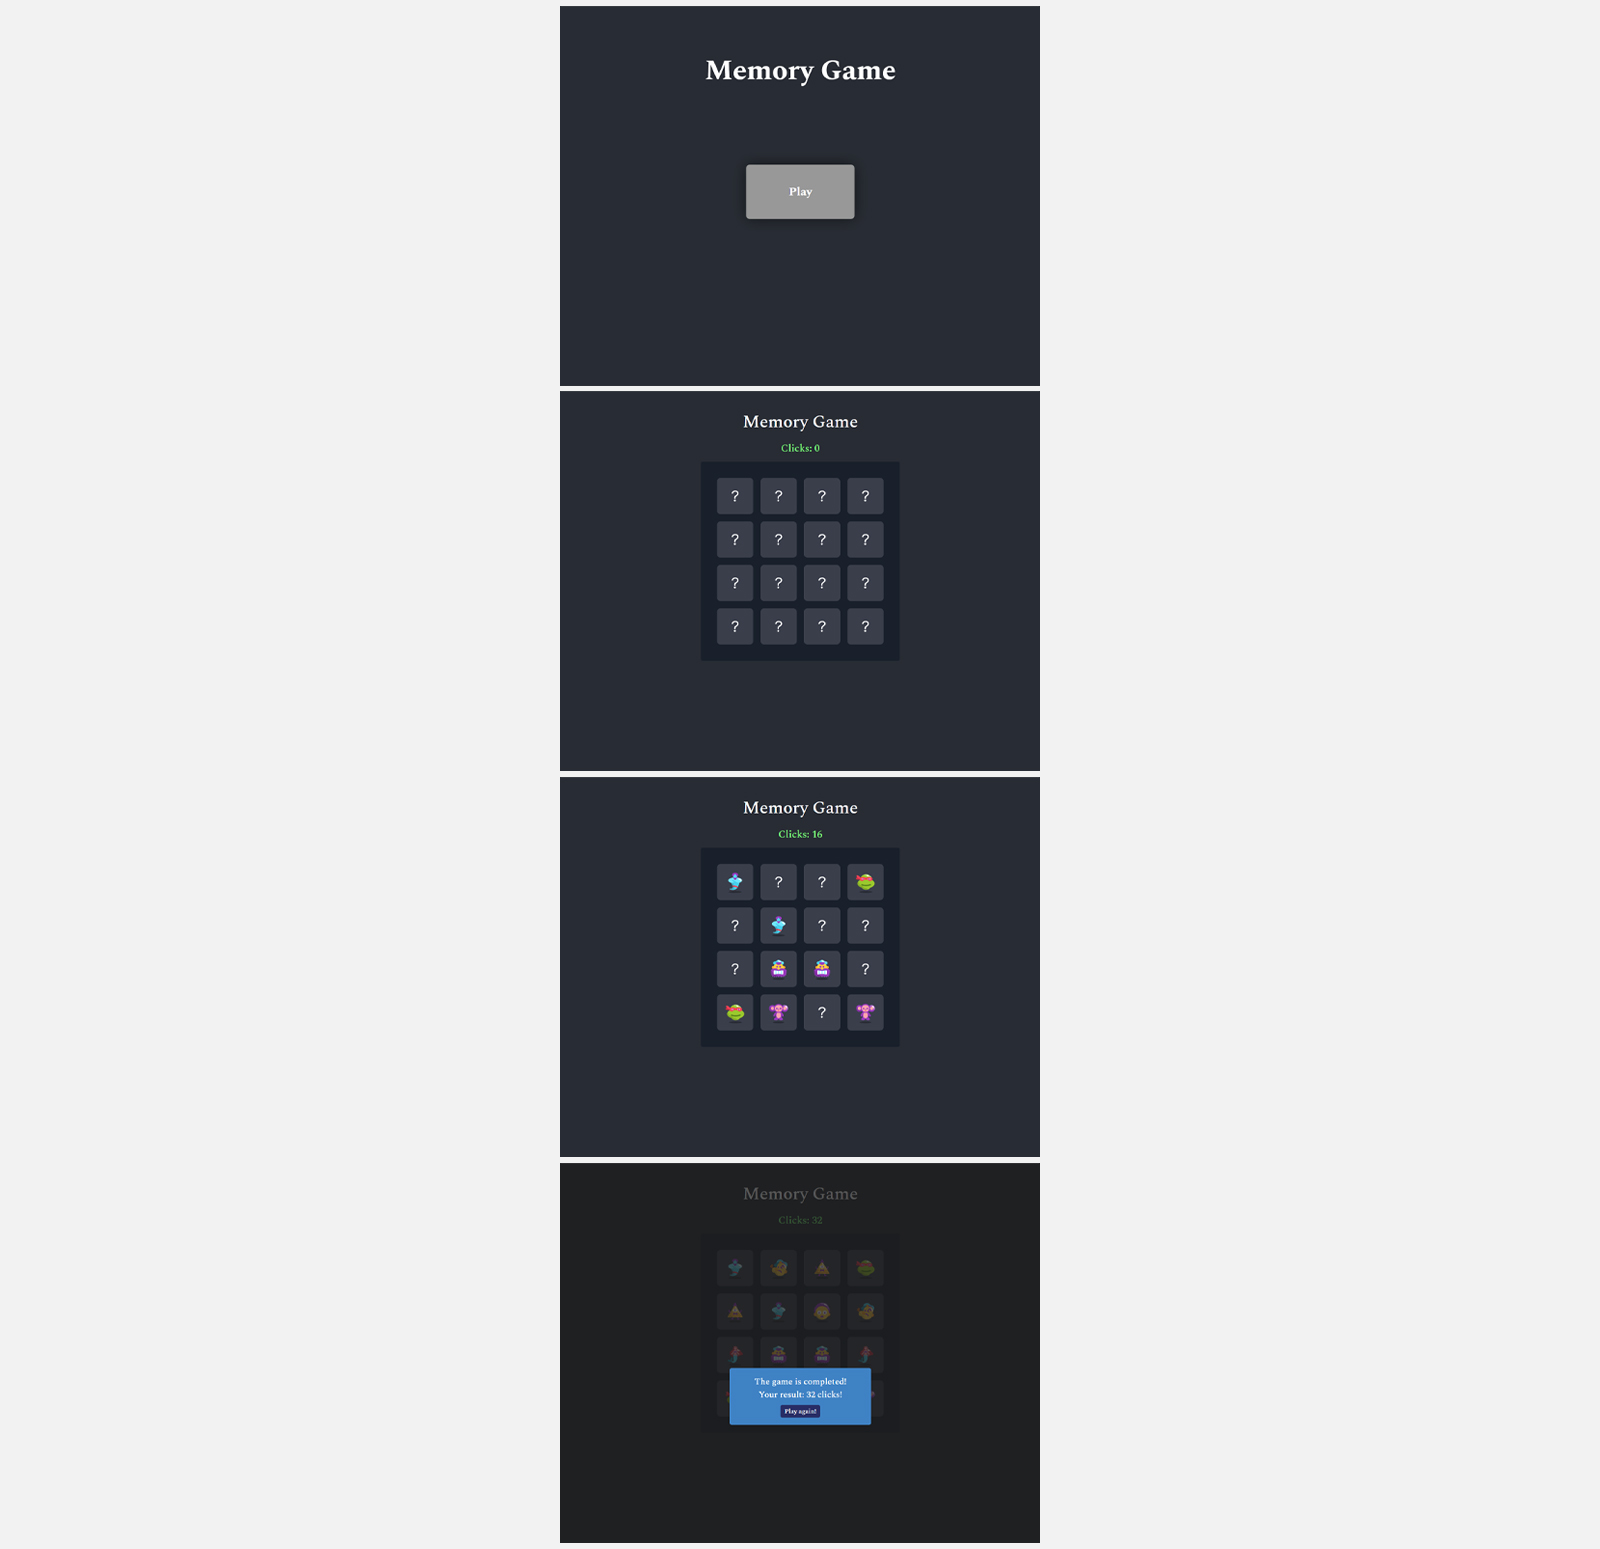 Memory Game
Play
Memory Game
Clicks: 0
? ? ? ?
? ? ? ?
? ? ? ?
? ? ? ?
Memory Game
Clicks: 16
? ?
? ? ?
? ?
?
Memory Game
Clicks: 32
The game is completed!
Your result: 32 clicks!
Play again!